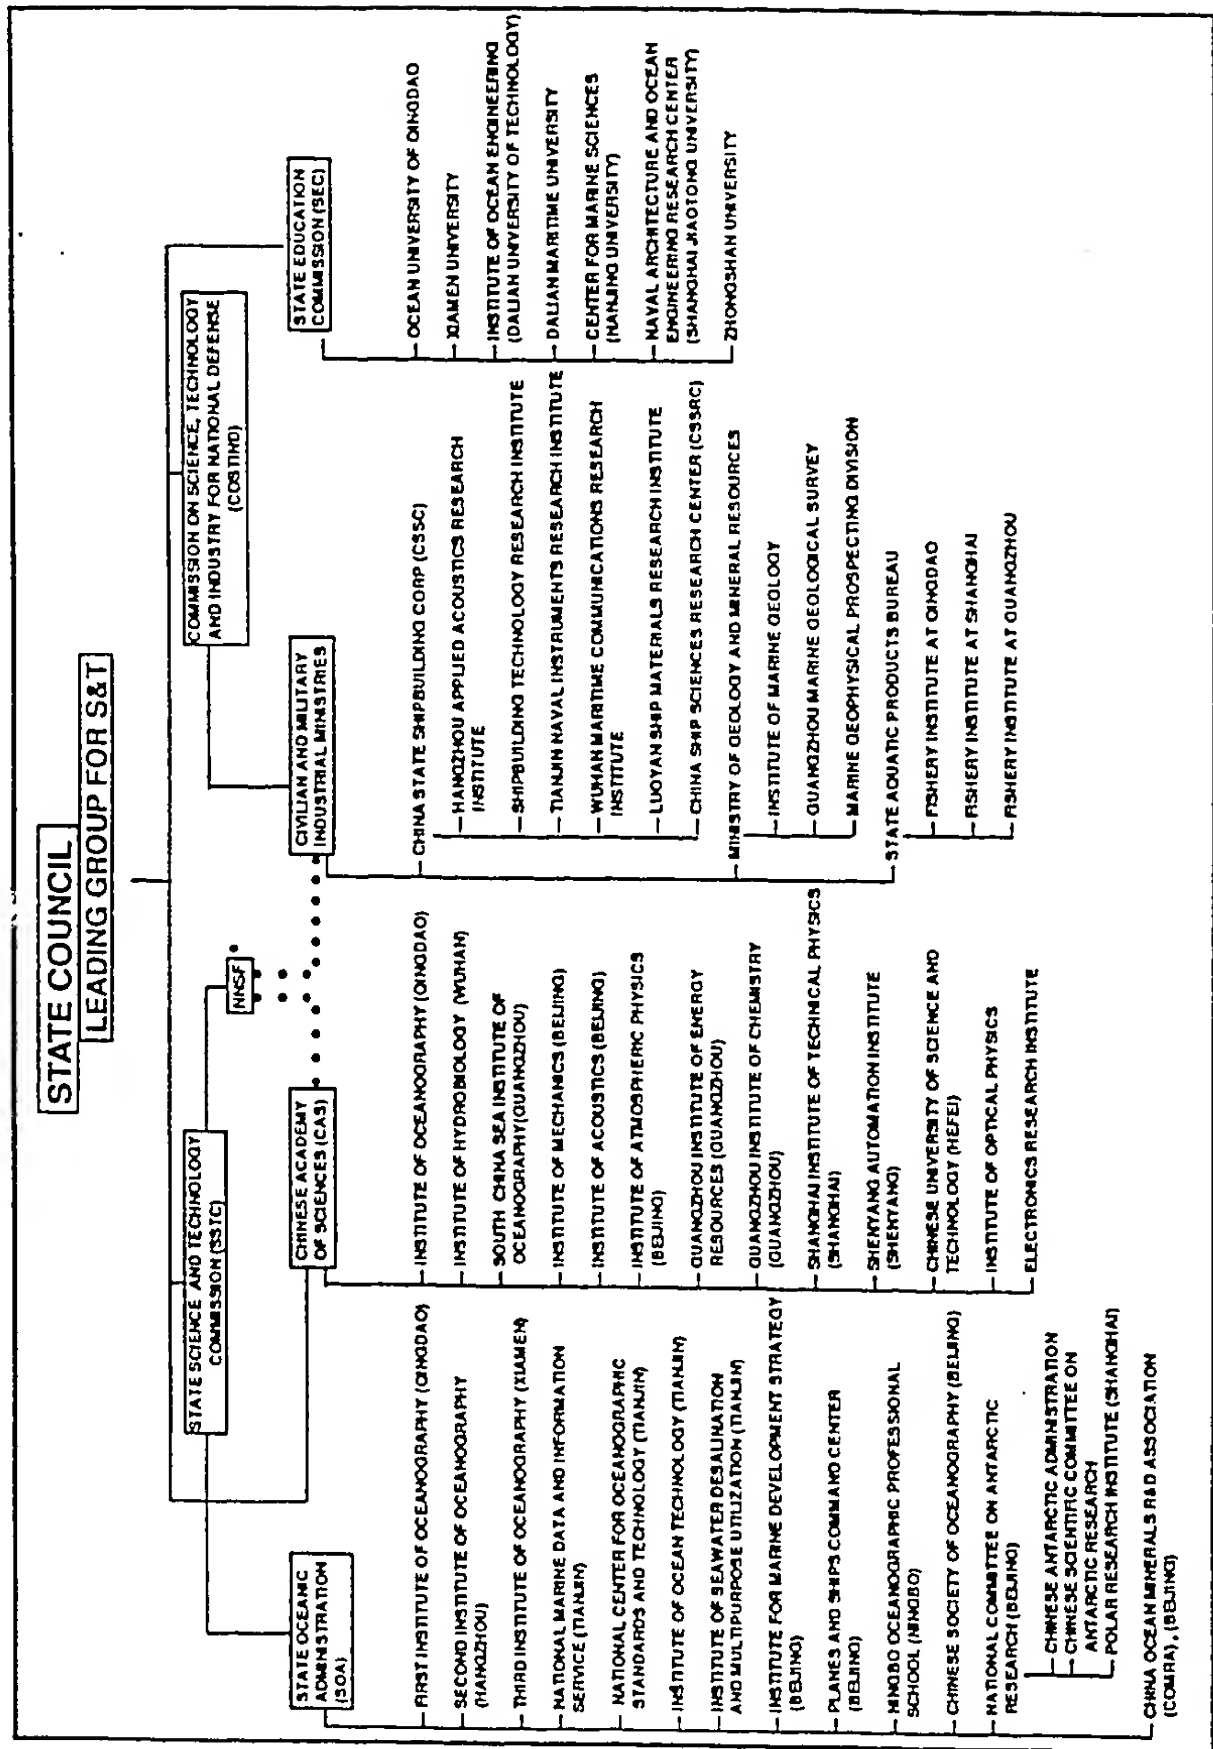 STATE COUNCIL
LEADING GROUP FOR S&T
STATE SCIENCE AND TECHNOLOGY
COMMISSION (SSTC)
NNSF
COMMISSION ON SCIENCE, TECHNOLOGY
AND INDUSTRY FOR NATIONAL DEFENSE
(COSTIND)
STATE OCEANIC
ADMINISTRATION
(SOA)
FIRST INSTITUTE OF OCEANOGRAPHY (QINGDAO)
SECOND INSTITUTE OF OCEANOGRAPHY
(HANGZHOU)
THIRD INSTITUTE OF OCEANOGRAPHY (XIAMEN)
NATIONAL MARINE DATA AND INFORMATION
SERVICE (TIANJIN)
NATIONAL CENTER FOR OCEANOGRAPHIC
STANDARDS AND TECHNOLOGY (TIANJIN)
INSTITUTE OF OCEAN TECHNOLOGY (TIANJIN)
INSTITUTE OF SEAWATER DESALINATION
AND MULTIPURPOSE UTILIZATION (TIANJIN)
INSTITUTE FOR MARINE DEVELOPMENT STRATEGY
(BEIJING)
PLANES AND SHIPS COMMAND CENTER
(BEIJING)
NINGBO OCEANOGRAPHIC PROFESSIONAL
SCHOOL (NINGBO)
CHINESE SOCIETY OF OCEANOGRAPHY (BEIJING)
NATIONAL COMMITTEE ON ANTARCTIC
RESEARCH (BEIJING)
CHINESE ANTARCTIC ADMINISTRATION
CHINESE SCIENTIFIC COMMITTEE ON
ANTARCTIC RESEARCH
POLAR RESEARCH INSTITUTE (SHANGHAI)
CHINA OCEAN MINERALS R&D ASSOCIATION
(COMRA), (BEIJING)
CHINESE ACADEMY
OF SCIENCES (CAS)
INSTITUTE OF OCEANOGRAPHY (QINGDAO)
INSTITUTE OF HYDROBIOLOGY (WUHAN)
SOUTH CHINA SEA INSTITUTE OF
OCEANOGRAPHY (GUANGZHOU)
INSTITUTE OF MECHANICS (BEIJING)
INSTITUTE OF ACOUSTICS (BEIJING)
INSTITUTE OF ATMOSPHERIC PHYSICS
(BEIJING)
GUANGZHOU INSTITUTE OF ENERGY
RESOURCES (GUANGZHOU)
GUANGZHOU INSTITUTE OF CHEMISTRY
(GUANGZHOU)
SHANGHAI INSTITUTE OF TECHNICAL PHYSICS
(SHANGHAI)
SHENYANG AUTOMATION INSTITUTE
(SHENYANG)
CHINESE UNIVERSITY OF SCIENCE AND
TECHNOLOGY (HEFEI)
INSTITUTE OF OPTICAL PHYSICS
ELECTRONICS RESEARCH INSTITUTE
CIVILIAN AND MILITARY
INDUSTRIAL MINISTRIES
CHINA STATE SHIPBUILDING CORP (CSSC)
HANGZHOU APPLIED ACOUSTICS RESEARCH
INSTITUTE
SHIPBUILDING TECHNOLOGY RESEARCH INSTITUTE
TIANJIN NAVAL INSTRUMENTS RESEARCH INSTITUTE
WUHAN MARITIME COMMUNICATIONS RESEARCH
INSTITUTE
LUOYAN SHIP MATERIALS RESEARCH INSTITUTE
CHINA SHIP SCIENCES RESEARCH CENTER (CSSRC)
MINISTRY OF GEOLOGY AND MINERAL RESOURCES
INSTITUTE OF MARINE GEOLOGY
GUANGZHOU MARINE GEOLOGICAL SURVEY
MARINE GEOPHYSICAL PROSPECTING DIVISION
STATE AQUATIC PRODUCTS BUREAU
FISHERY INSTITUTE AT QINGDAO
FISHERY INSTITUTE AT SHANGHAI
FISHERY INSTITUTE AT GUANGZHOU
STATE EDUCATION
COMMISSION (SEC)
OCEAN UNIVERSITY OF QINGDAO
XIAMEN UNIVERSITY
INSTITUTE OF OCEAN ENGINEERING
(DALIAN UNIVERSITY OF TECHNOLOGY)
DALIAN MARITIME UNIVERSITY
CENTER FOR MARINE SCIENCES
(NANJING UNIVERSITY)
NAVAL ARCHITECTURE AND OCEAN
ENGINEERING RESEARCH CENTER
(SHANGHAI JIAOTONG UNIVERSITY)
ZHONGSHAN UNIVERSITY